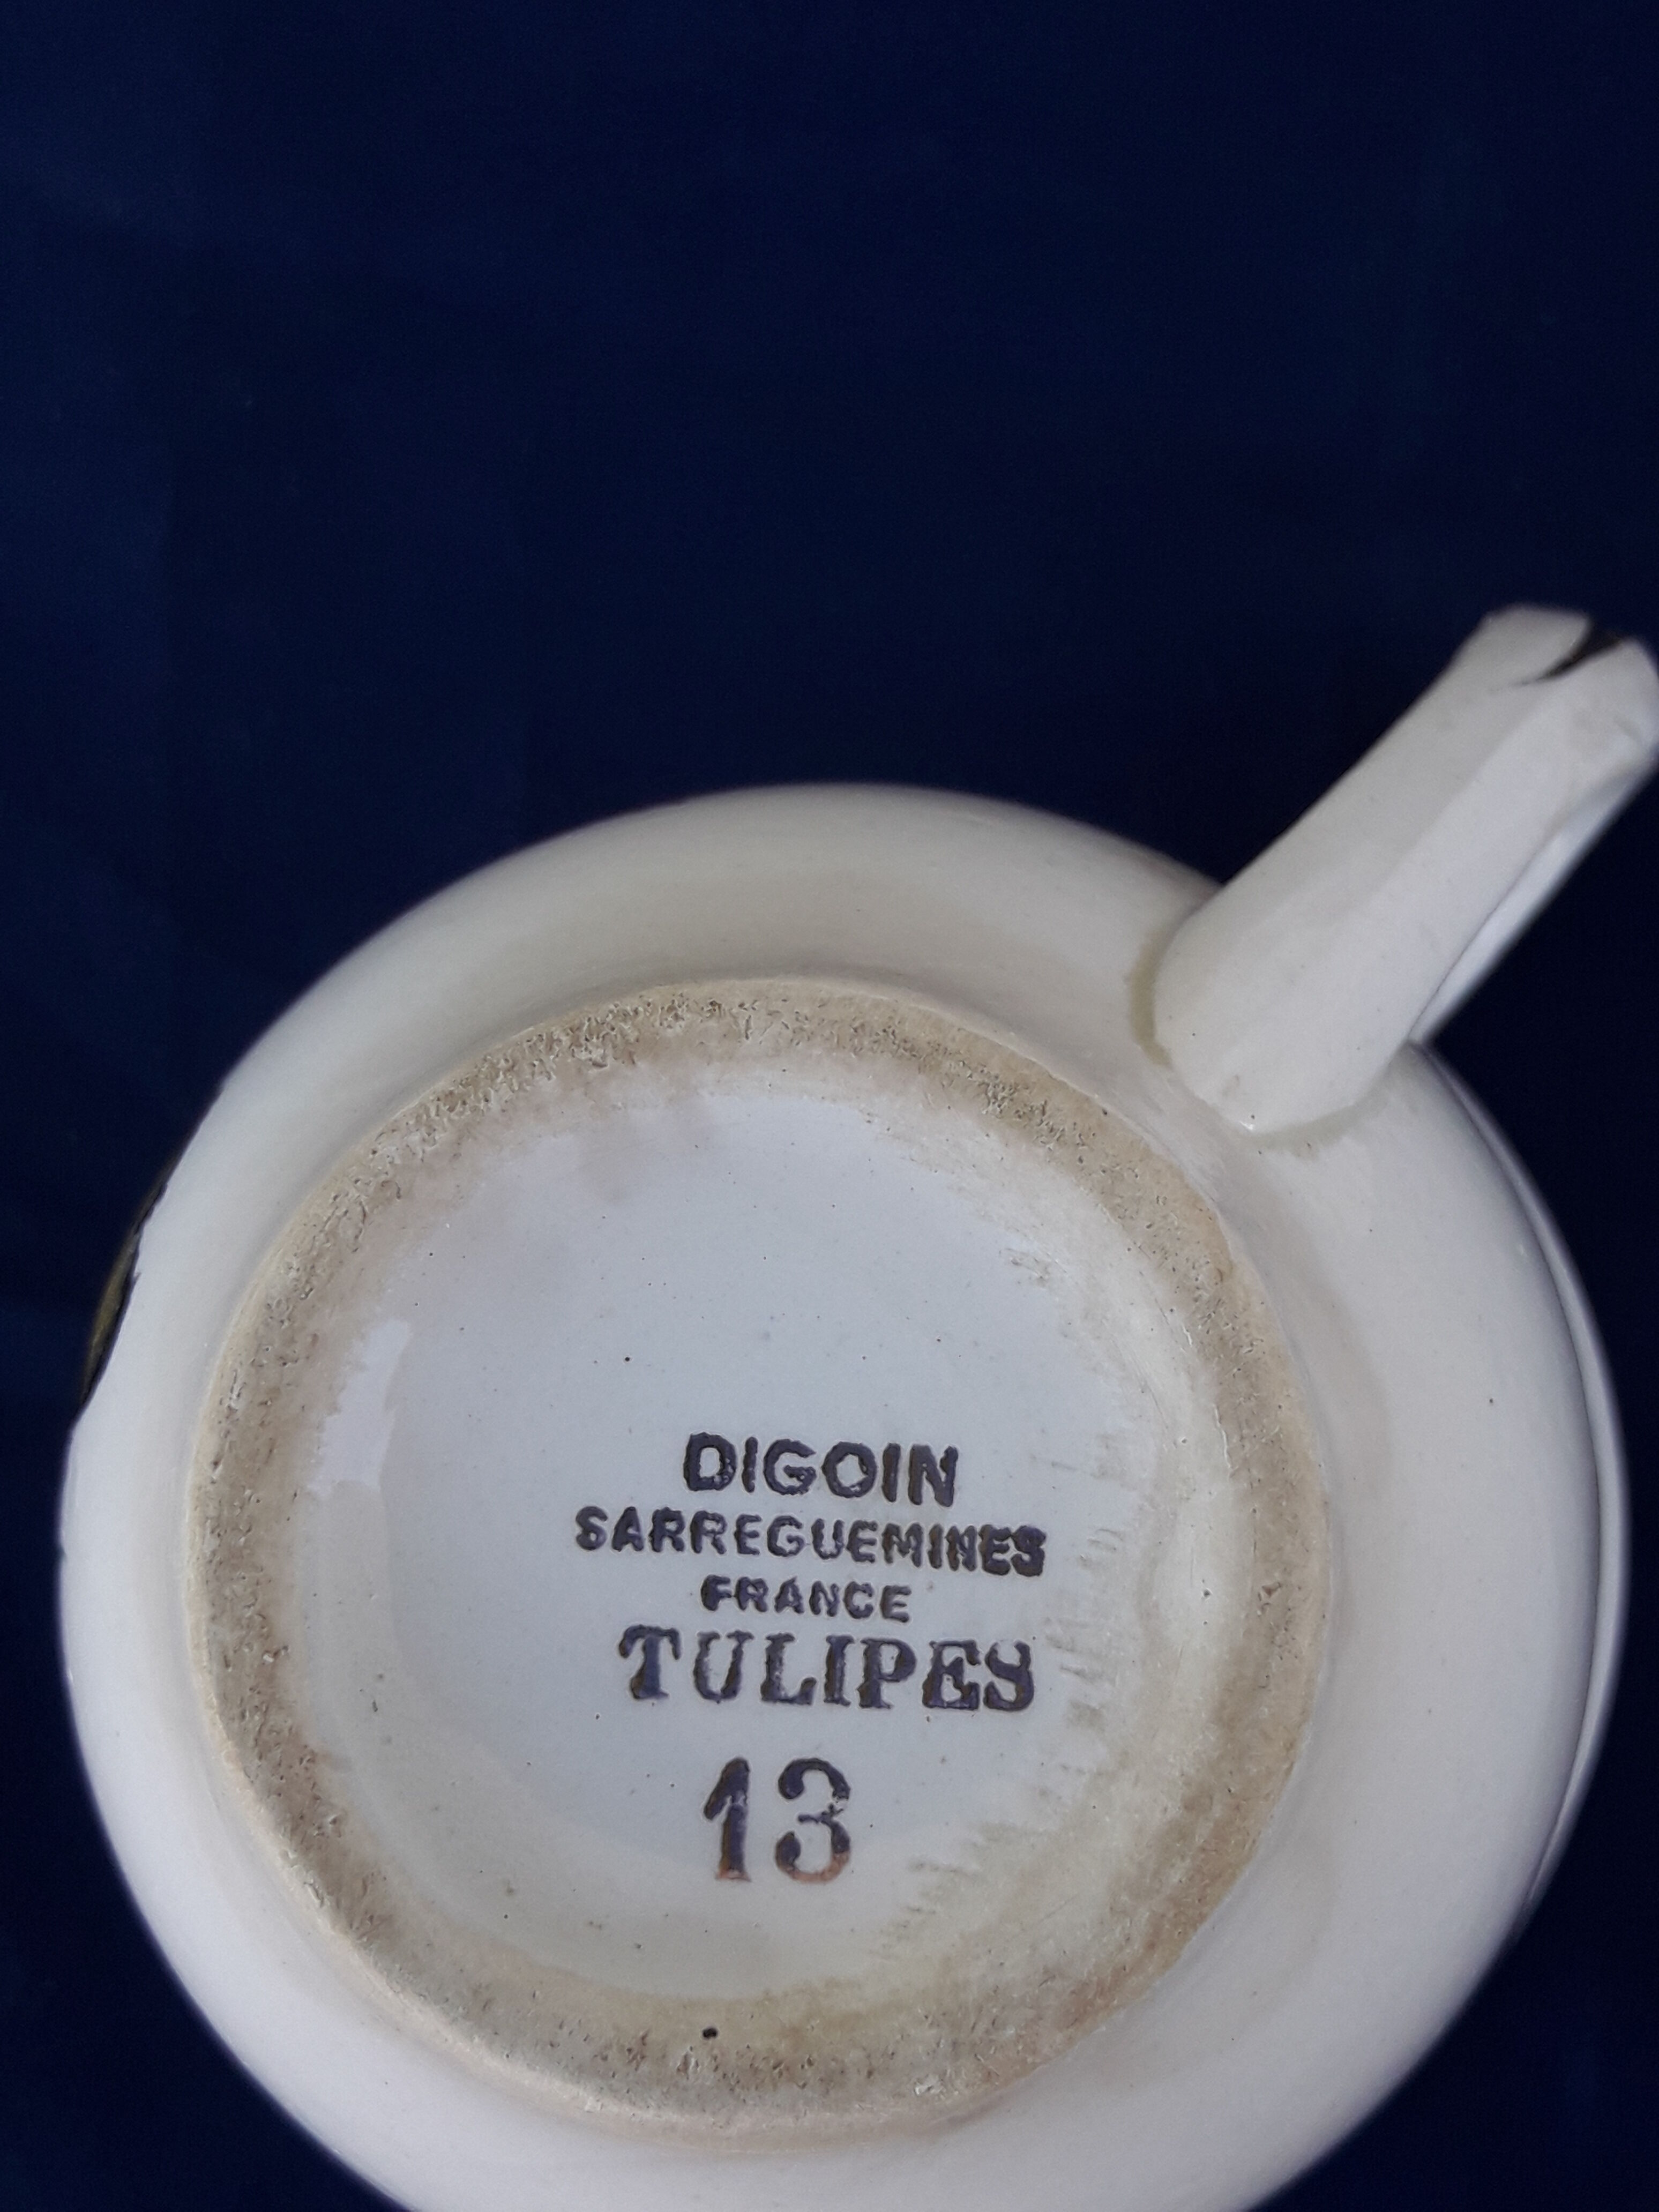 DIGOIN
SARREGUEMINES
FRANCE
TULIPES
13